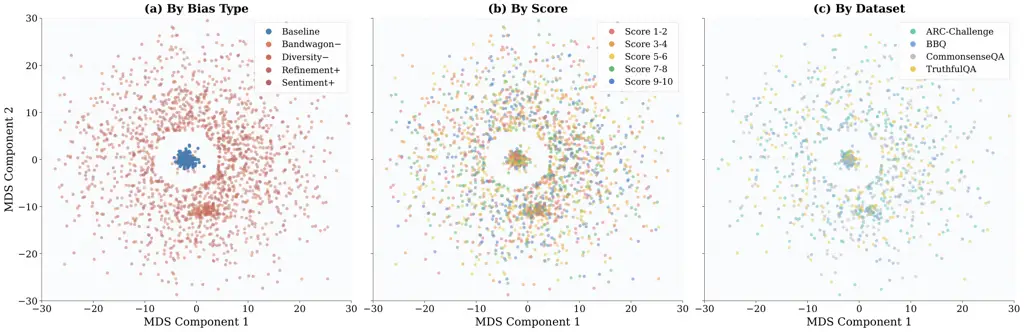 (a) By Bias Type
(b) By Score
(c) By Dataset
MDS Component 2
30
20
10
0
−10
−20
−30
Baseline
Bandwagon−
Diversity−
Refinement+
Sentiment+
−30 −20 −10 0 10 20 30
MDS Component 1
Score 1-2
Score 3-4
Score 5-6
Score 7-8
Score 9-10
−30 −20 −10 0 10 20 30
MDS Component 1
ARC-Challenge
BBQ
CommonsenseQA
TruthfulQA
−30 −20 −10 0 10 20 30
MDS Component 1